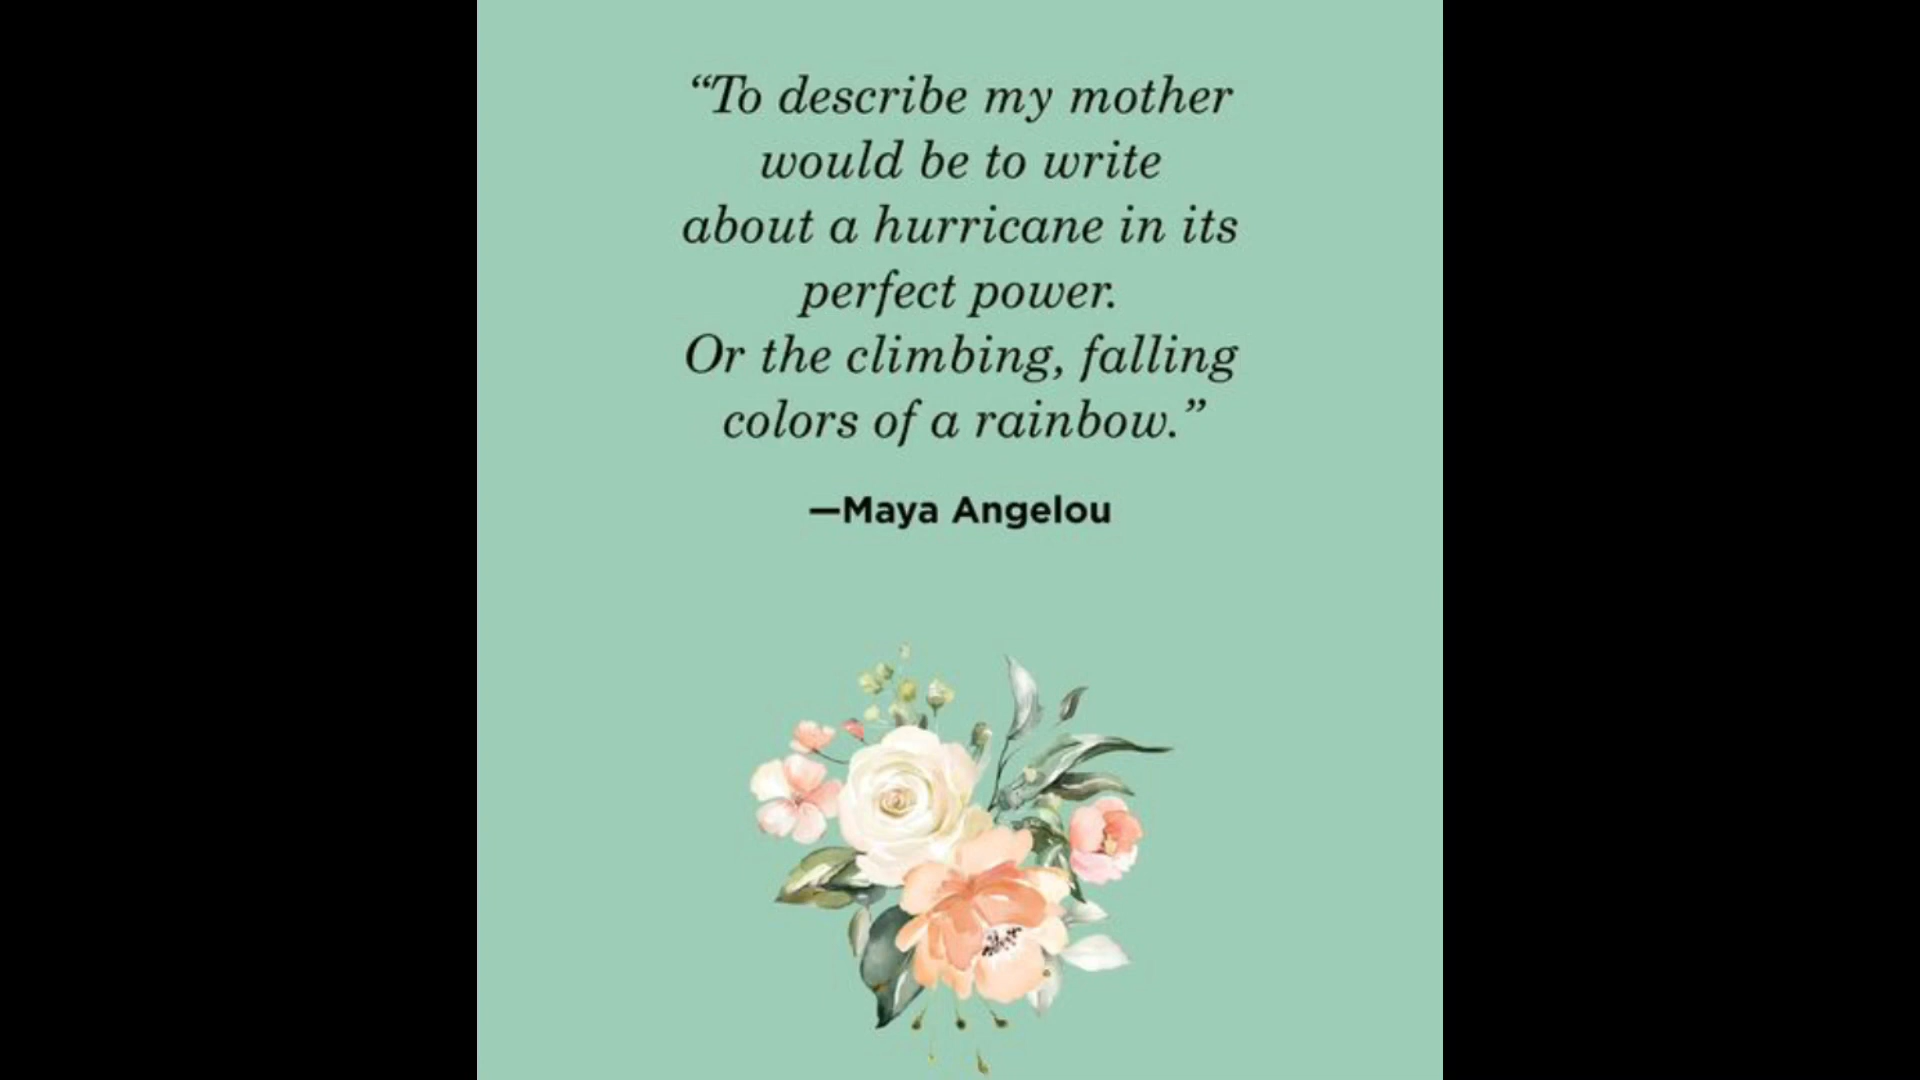 “To describe my mother
would be to write
about a hurricane in its
perfect power.
Or the climbing, falling
colors of a rainbow.”
—Maya Angelou